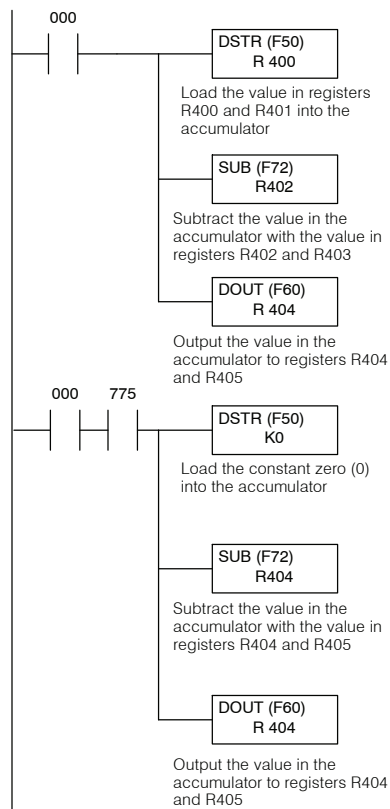 000
DSTR (F50)
R 400
Load the value in registers
R400 and R401 into the
accumulator
SUB (F72)
R402
Subtract the value in the
accumulator with the value in
registers R402 and R403
DOUT (F60)
R 404
Output the value in the
accumulator to registers R404
and R405
000 775
DSTR (F50)
K0
Load the constant zero (0)
into the accumulator
SUB (F72)
R404
Subtract the value in the
accumulator with the value in
registers R404 and R405
DOUT (F60)
R 404
Output the value in the
accumulator to registers R404
and R405